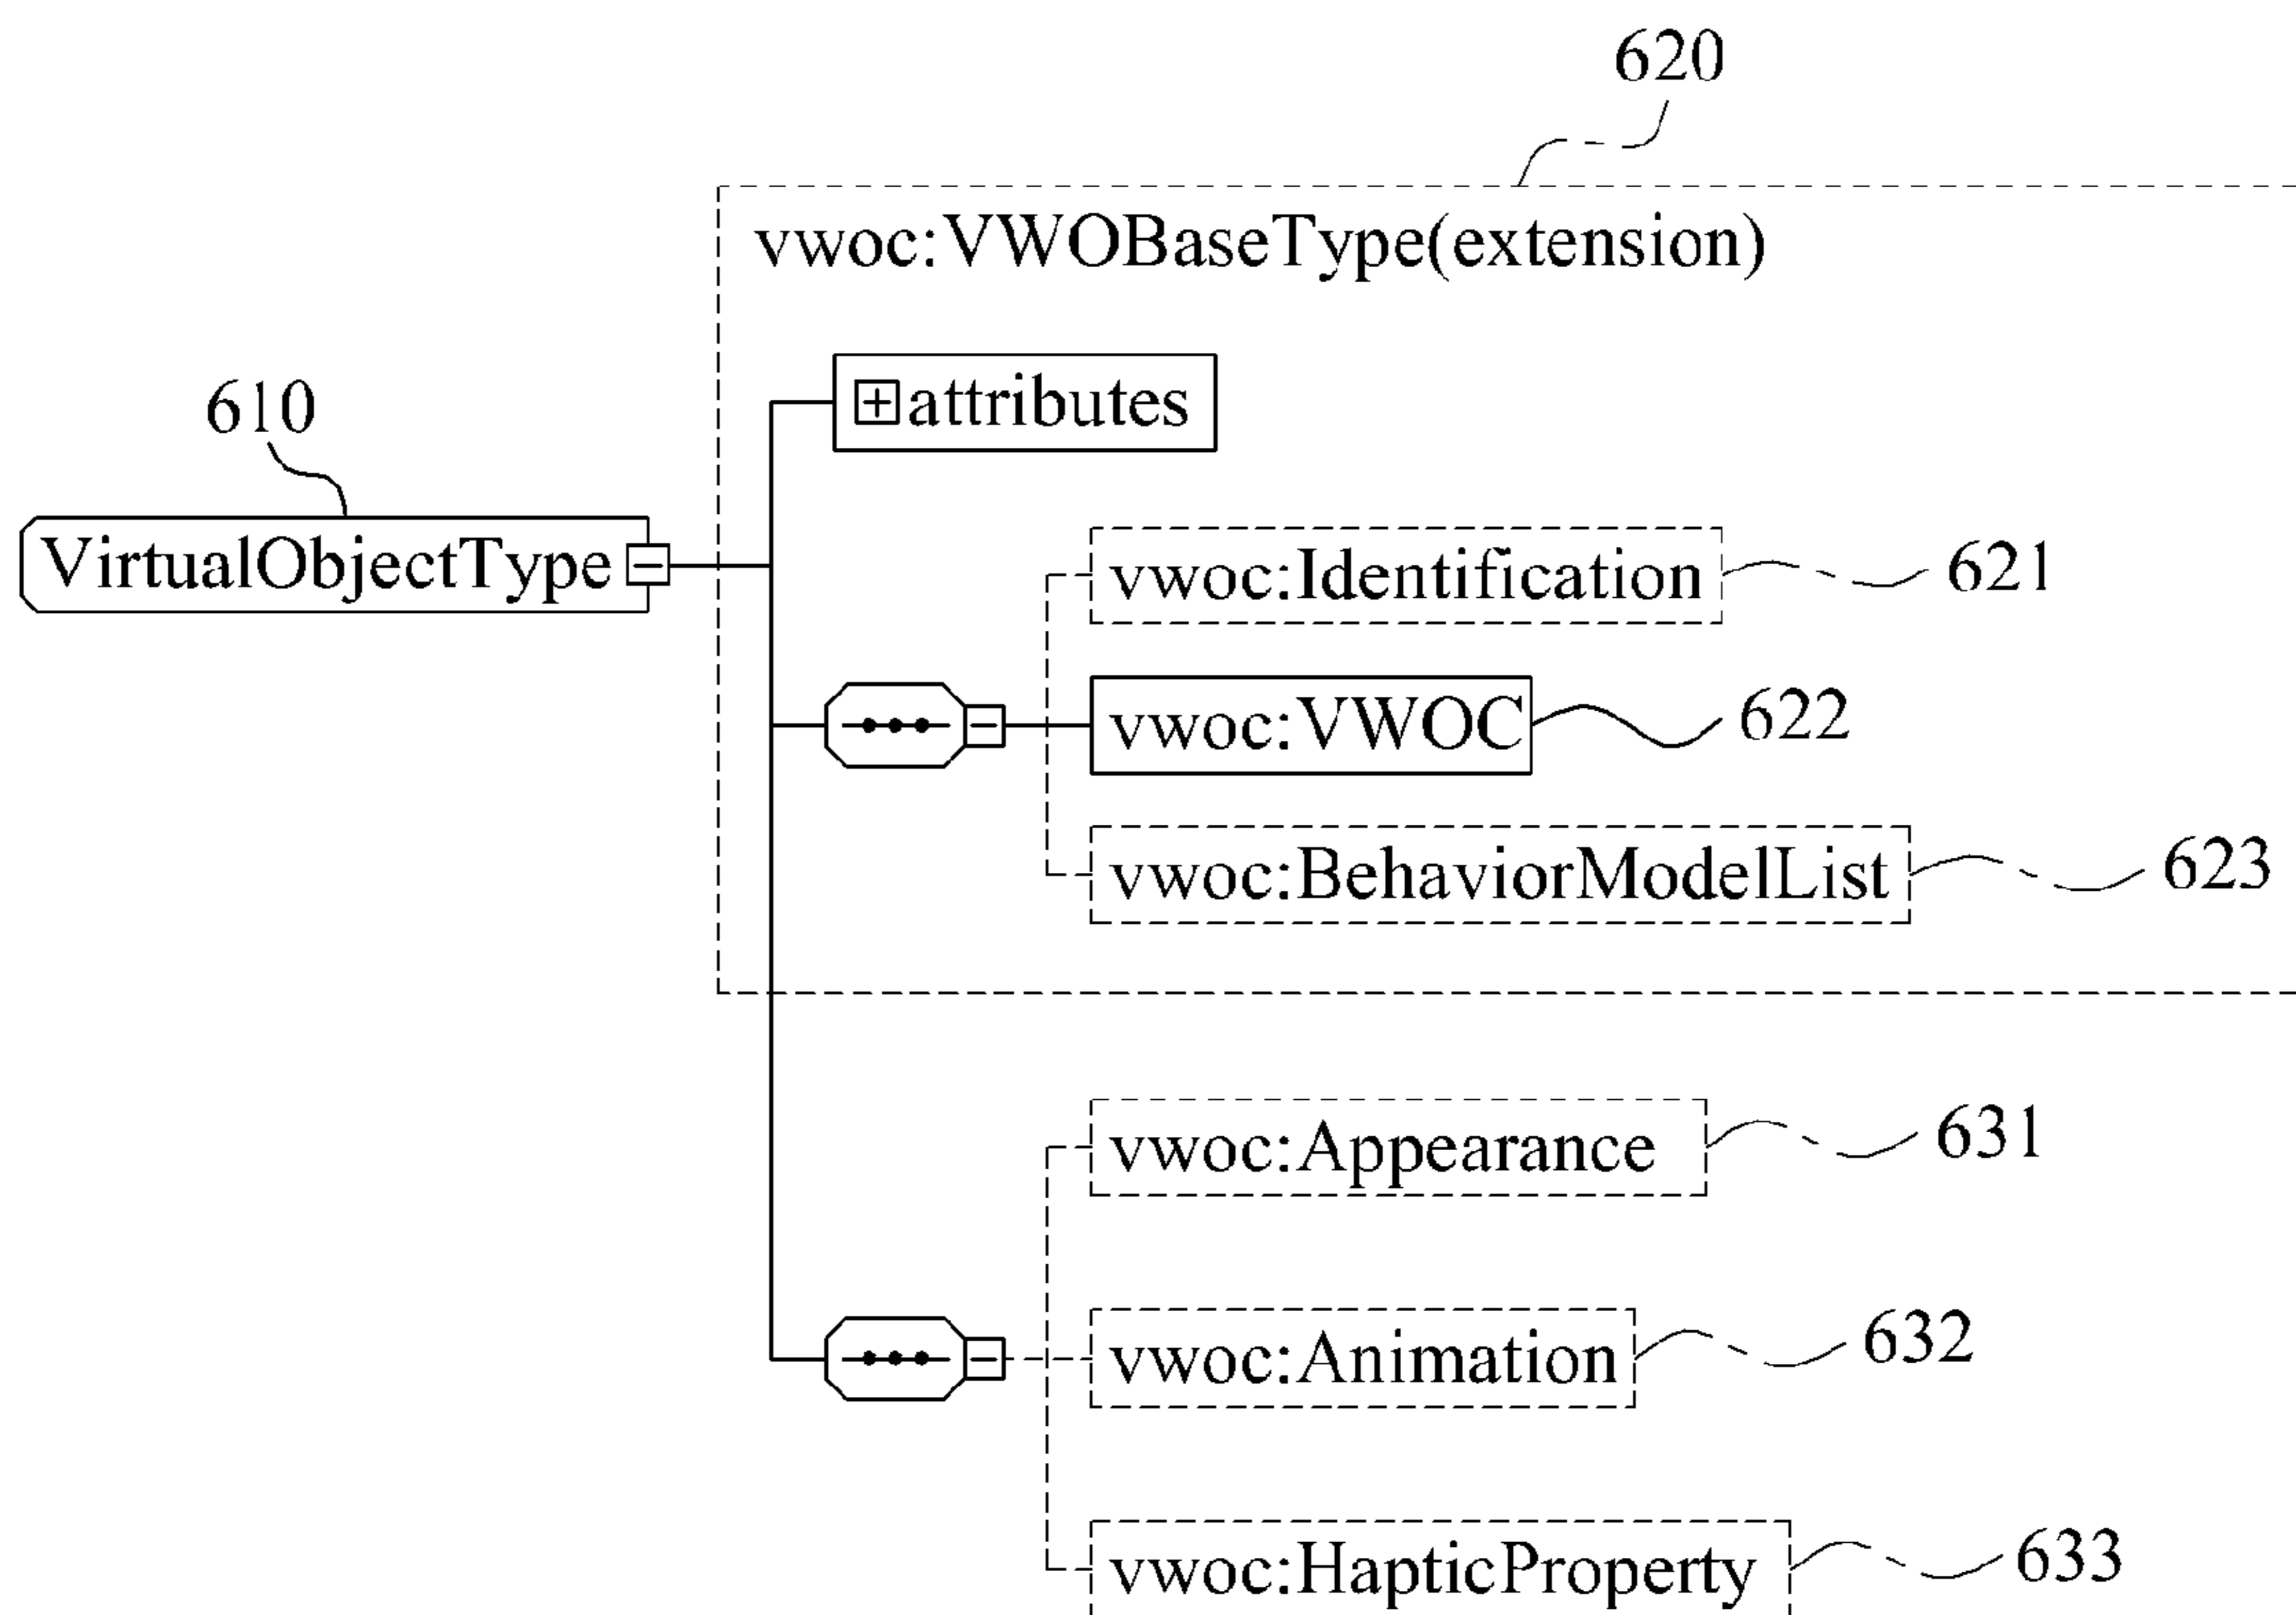 620
vwoc:VWOBaseType(extension)
attributes
610
VirtualObjectType
vwoc:Identification
621
vwoc:VWOC
622
vwoc:BehaviorModelList
623
vwoc:Appearance
631
vwoc:Animation
632
vwoc:HapticProperty
633